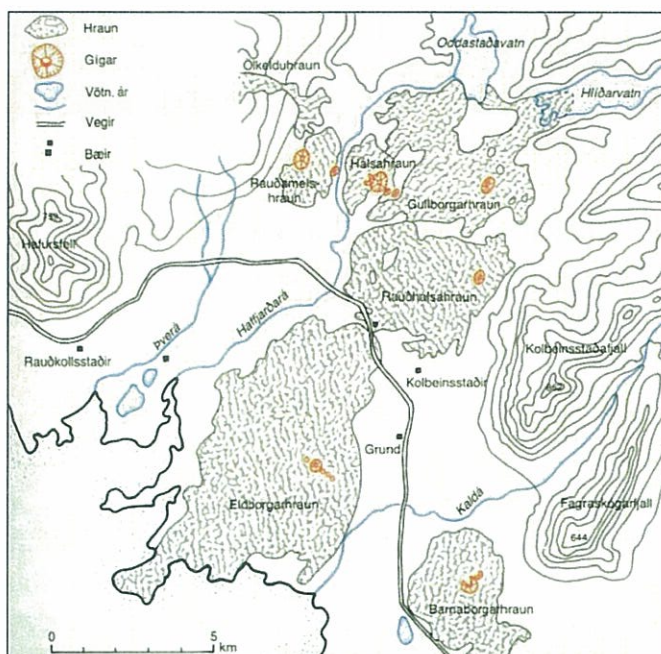 Hraun
Gígar
Vötn, ár
Vegir
Bæir
Oddastaðavatn
Ölkelduhraun
Hlíðarvatn
Hálsahraun
Rauðamels-
hraun
Gullborgarhraun
Hafursfell
Rauðhálsahraun
Haffjarðará
Þverá
Rauðkollsstaðir
Kolbeinsstaðafjall
Kolbeinsstaðir
Grund
Eldborgarhraun
Kaldá
Fagraskógarfjall
644
Barnaborgarhraun
0 5
km